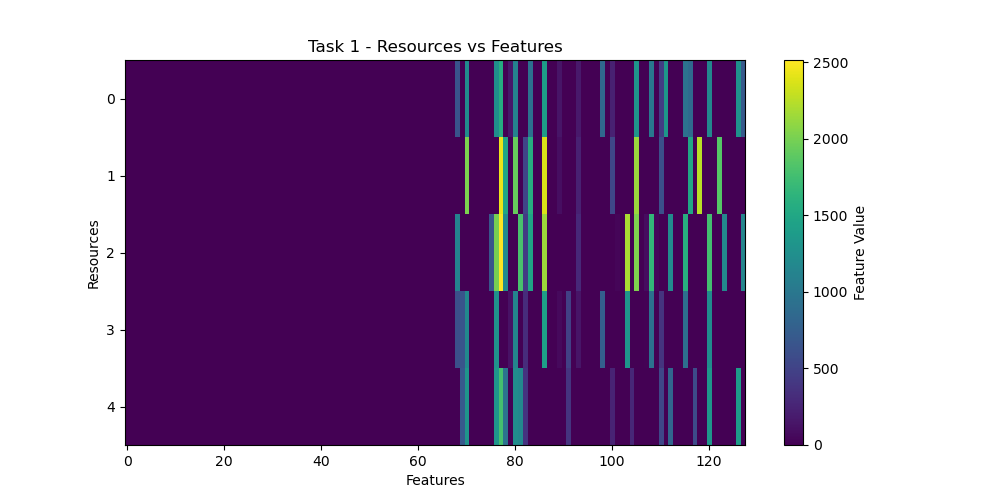 Task 1 - Resources vs Features
0
1
2
3
4
Resources
0 20 40 60 80 100 120
Features
2500
2000
1500
1000
500
0
Feature Value